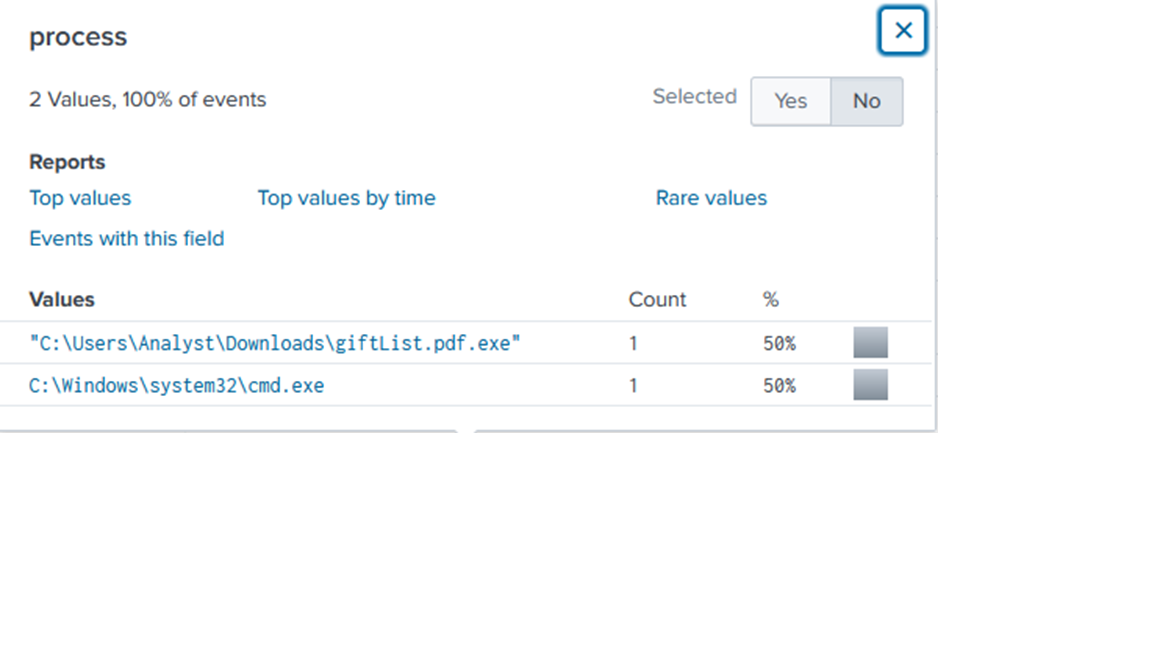 process
2 Values, 100% of events
Selected Yes No
Reports
Top values Top values by time Rare values
Events with this field
Values Count %
"C:\Users\Analyst\Downloads\giftList.pdf.exe" 1 50%
C:\Windows\system32\cmd.exe 1 50%